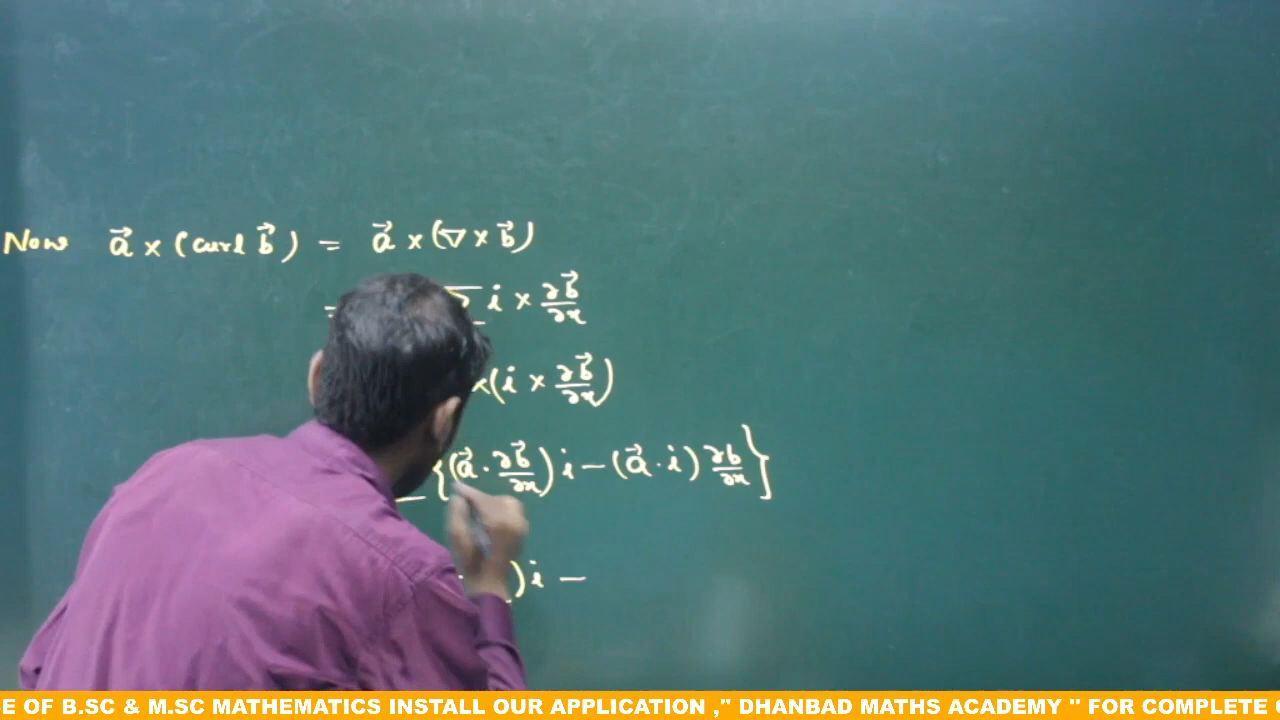 Now a⃗ × (curl b⃗) = a⃗ × (∇ × b⃗)
= Σ i × ∂b⃗/∂x
×(i × ∂b⃗/∂x)
{(a⃗ · ∂b⃗/∂x) i − (a⃗ · i) ∂b/∂x}
) i −
E OF B.SC & M.SC MATHEMATICS INSTALL OUR APPLICATION ," DHANBAD MATHS ACADEMY " FOR COMPLETE